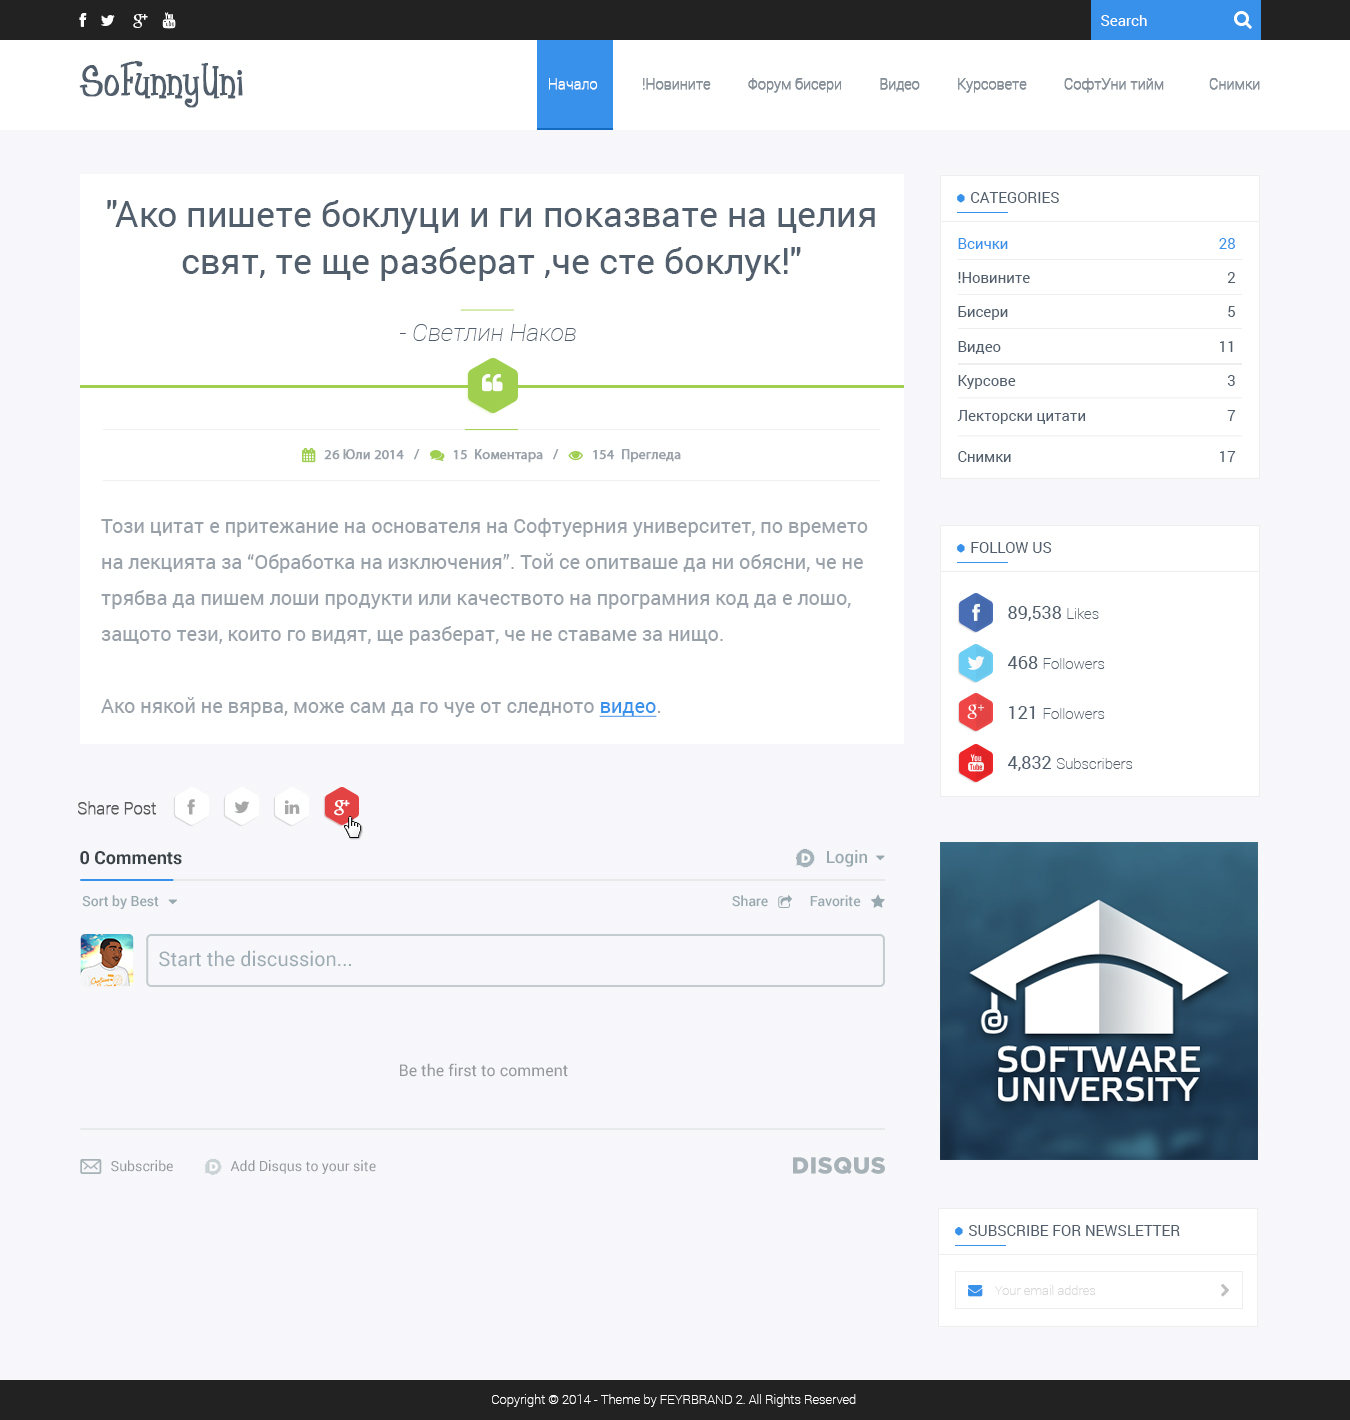 Search
SoFunnyUni
Начало !Новините Форум бисери Видео Курсовете СофтУни тийм Снимки
"Ако пишете боклуци и ги показвате на целия
свят, те ще разберат ,че сте боклук!"
- Светлин Наков
26 Юли 2014 / 15 Коментара / 154 Прегледа
Този цитат е притежание на основателя на Софтуерния университет, по времето
на лекцията за “Обработка на изключения”. Той се опитваше да ни обясни, че не
трябва да пишем лоши продукти или качеството на програмния код да е лошо,
защото тези, които го видят, ще разберат, че не ставаме за нищо.
Ако някой не вярва, може сам да го чуе от следното видео.
Share Post
0 Comments
Login
Sort by Best
Share
Favorite
Start the discussion...
Be the first to comment
Subscribe
Add Disqus to your site
DISQUS
CATEGORIES
Всички 28
!Новините 2
Бисери 5
Видео 11
Курсове 3
Лекторски цитати 7
Снимки 17
FOLLOW US
89,538 Likes
468 Followers
121 Followers
You
Tube
4,832 Subscribers
SOFTWARE
UNIVERSITY
SUBSCRIBE FOR NEWSLETTER
Your email addres
Copyright © 2014 - Theme by FEYRBRAND 2. All Rights Reserved